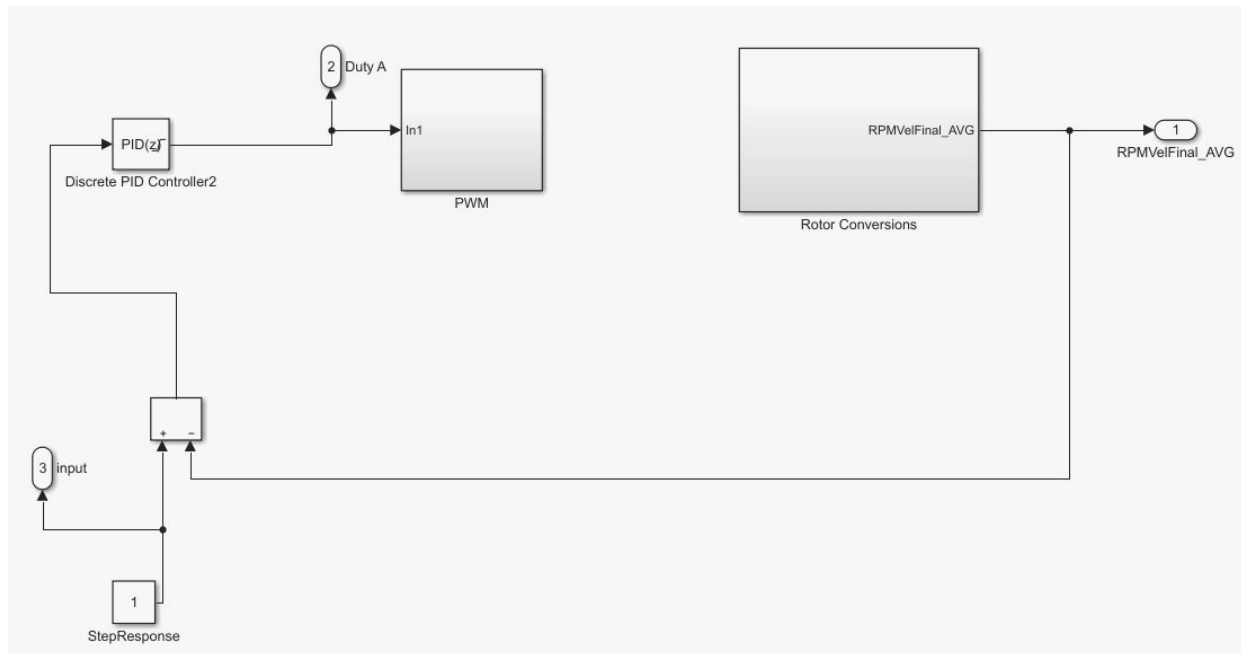 2
Duty A
In1
PWM
RPMVelFinal_AVG
Rotor Conversions
1
RPMVelFinal_AVG
PID(z)
Discrete PID Controller2
+ −
3
input
1
StepResponse